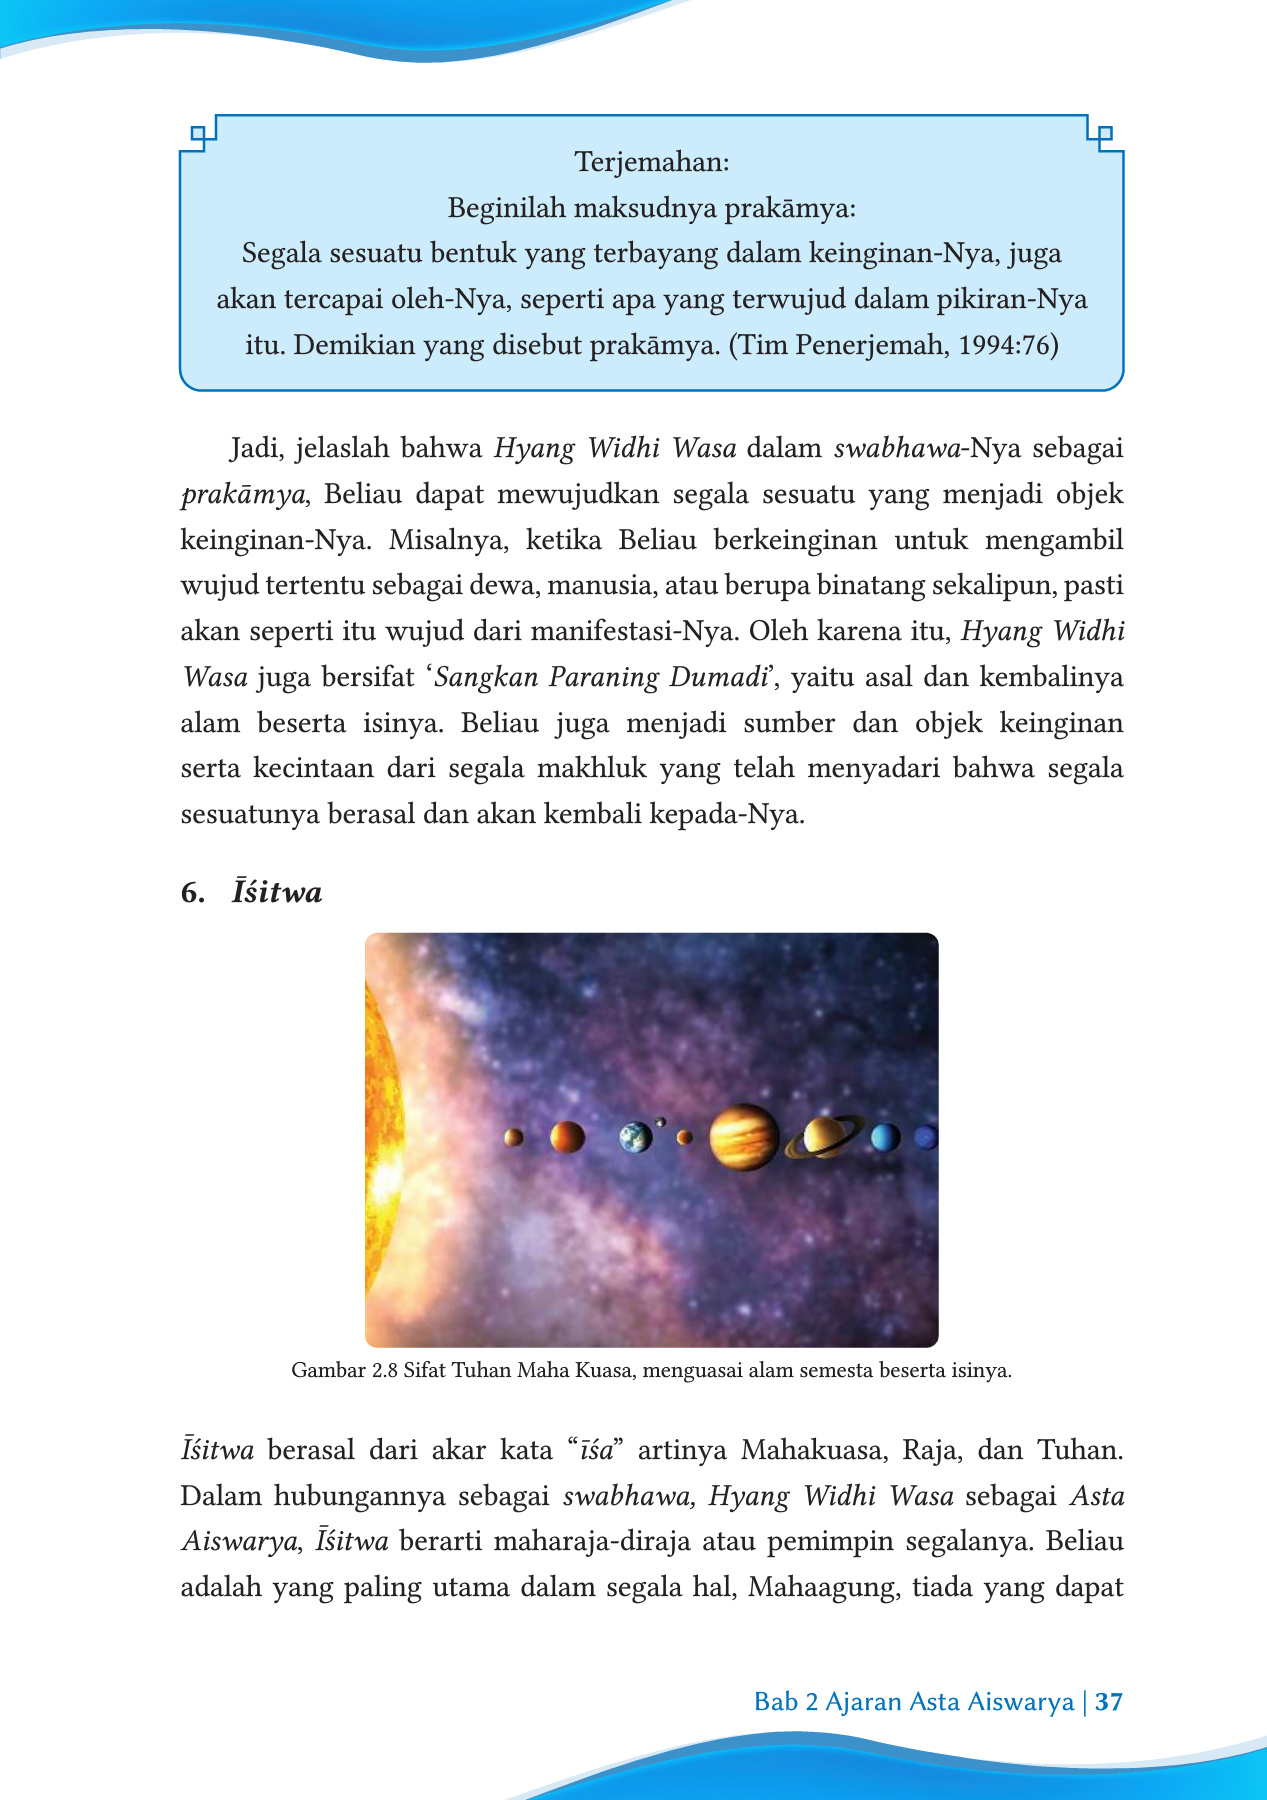 Terjemahan:
Beginilah maksudnya prakāmya:
Segala sesuatu bentuk yang terbayang dalam keinginan-Nya, juga
akan tercapai oleh-Nya, seperti apa yang terwujud dalam pikiran-Nya
itu. Demikian yang disebut prakāmya. (Tim Penerjemah, 1994:76)
Jadi, jelaslah bahwa Hyang Widhi Wasa dalam swabhawa-Nya sebagai
prakāmya, Beliau dapat mewujudkan segala sesuatu yang menjadi objek
keinginan-Nya. Misalnya, ketika Beliau berkeinginan untuk mengambil
wujud tertentu sebagai dewa, manusia, atau berupa binatang sekalipun, pasti
akan seperti itu wujud dari manifestasi-Nya. Oleh karena itu, Hyang Widhi
Wasa juga bersifat ‘Sangkan Paraning Dumadi’, yaitu asal dan kembalinya
alam beserta isinya. Beliau juga menjadi sumber dan objek keinginan
serta kecintaan dari segala makhluk yang telah menyadari bahwa segala
sesuatunya berasal dan akan kembali kepada-Nya.
6. Īśitwa
Gambar 2.8 Sifat Tuhan Maha Kuasa, menguasai alam semesta beserta isinya.
Īśitwa berasal dari akar kata “īśa” artinya Mahakuasa, Raja, dan Tuhan.
Dalam hubungannya sebagai swabhawa, Hyang Widhi Wasa sebagai Asta
Aiswarya, Īśitwa berarti maharaja-diraja atau pemimpin segalanya. Beliau
adalah yang paling utama dalam segala hal, Mahaagung, tiada yang dapat
Bab 2 Ajaran Asta Aiswarya | 37